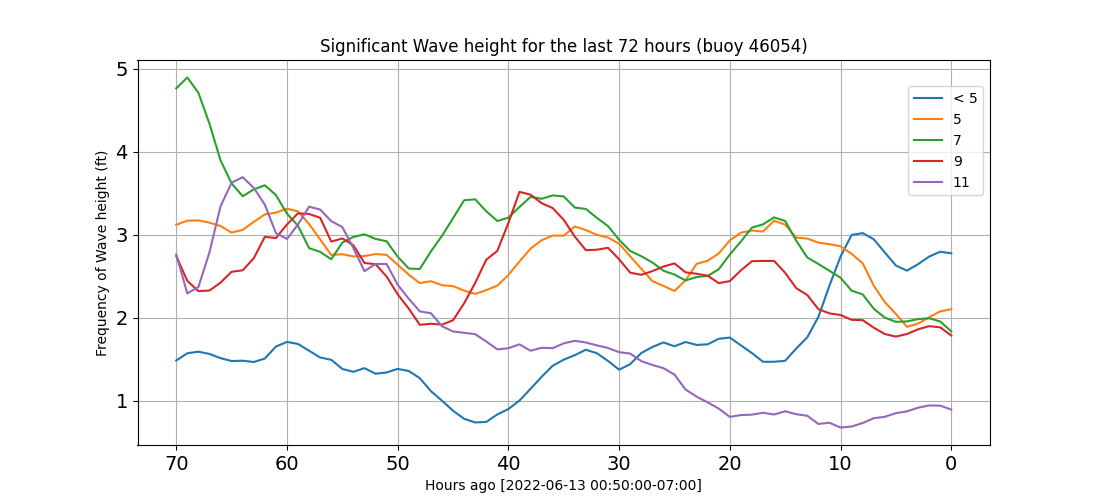 Significant Wave height for the last 72 hours (buoy 46054)
Frequency of Wave height (ft)
5
4
3
2
1
< 5
5
7
9
11
70 60 50 40 30 20 10 0
Hours ago [2022-06-13 00:50:00-07:00]